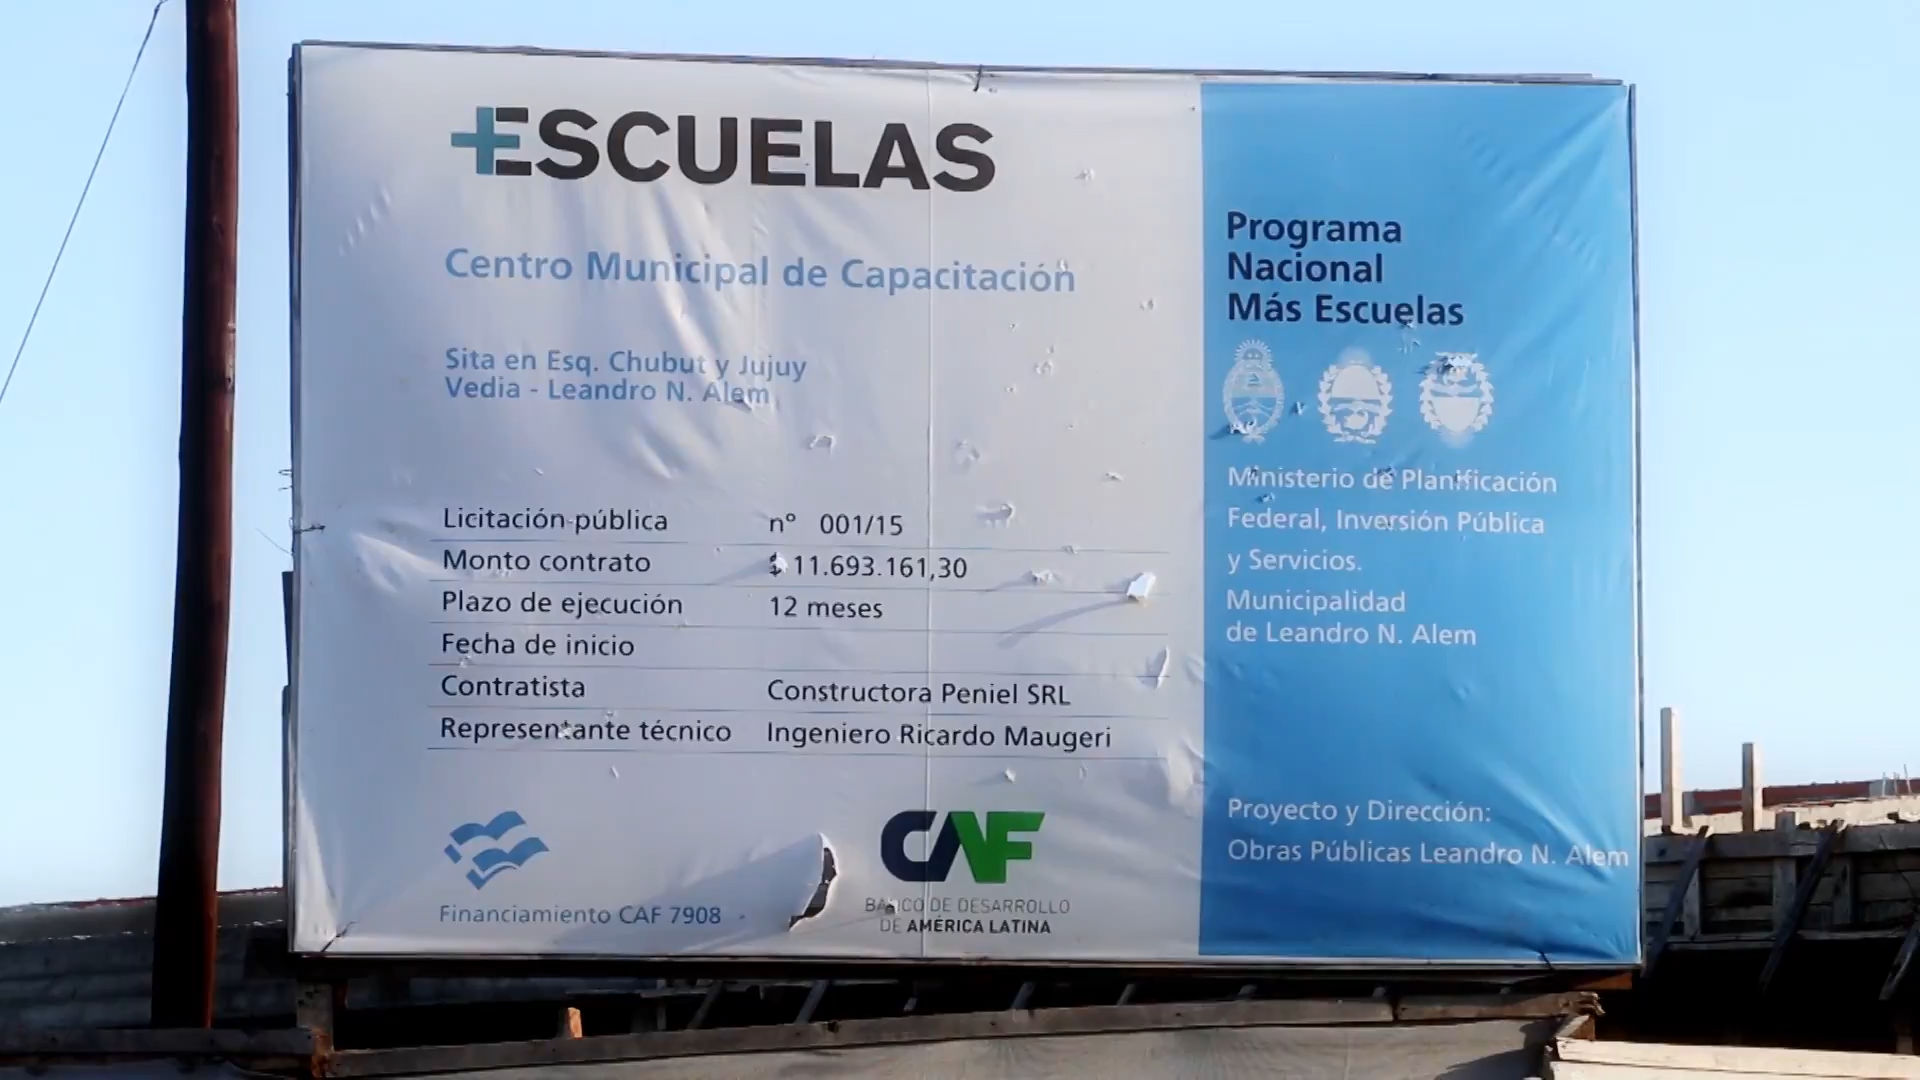 +ESCUELAS
Centro Municipal de Capacitación
Sita en Esq. Chubut y Jujuy
Vedia - Leandro N. Alem
Licitación pública nº 001/15
Monto contrato $ 11.693.161,30
Plazo de ejecución 12 meses
Fecha de inicio
Contratista Constructora Peniel SRL
Representante técnico Ingeniero Ricardo Maugeri
Financiamiento CAF 7908
CAF
BANCO DE DESARROLLO
DE AMÉRICA LATINA
Programa
Nacional
Más Escuelas
Ministerio de Planificación
Federal, Inversión Pública
y Servicios.
Municipalidad
de Leandro N. Alem
Proyecto y Dirección:
Obras Públicas Leandro N. Alem